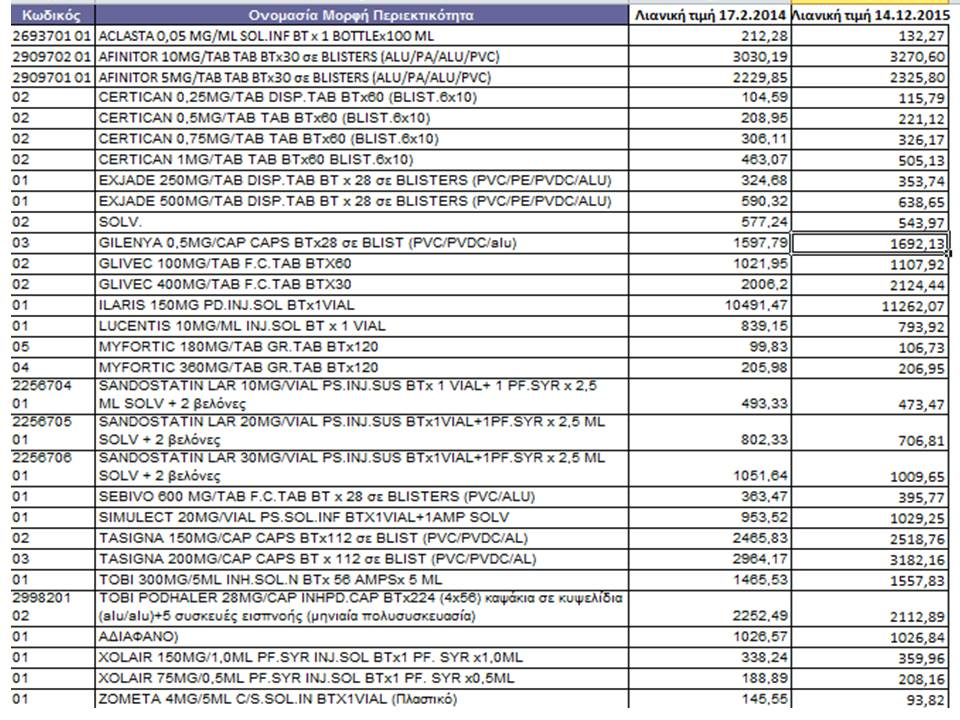 Κωδικός Ονομασία Μορφή Περιεκτικότητα Λιανική τιμή 17.2.2014 Λιανική τιμή 14.12.2015
2693701 01 ACLASTA 0,05 MG/ML SOL.INF BT x 1 BOTTLEx100 ML 212,28 132,27
2909702 01 AFINITOR 10MG/TAB TAB BTx30 σε BLISTERS (ALU/PA/ALU/PVC) 3030,19 3270,60
2909701 01 AFINITOR 5MG/TAB TAB BTx30 σε BLISTERS (ALU/PA/ALU/PVC) 2229,85 2325,80
02 CERTICAN 0,25MG/TAB DISP.TAB BTx60 (BLIST.6x10) 104,59 115,79
02 CERTICAN 0,5MG/TAB TAB BTx60 (BLIST.6x10) 208,95 221,12
02 CERTICAN 0,75MG/TAB TAB BTx60 (BLIST.6x10) 306,11 326,17
02 CERTICAN 1MG/TAB TAB BTx60 BLIST.6x10) 463,07 505,13
01 EXJADE 250MG/TAB DISP.TAB BT x 28 σε BLISTERS (PVC/PE/PVDC/ALU) 324,68 353,74
01 EXJADE 500MG/TAB DISP.TAB BT x 28 σε BLISTERS (PVC/PE/PVDC/ALU) 590,32 638,65
02 SOLV. 577,24 543,97
03 GILENYA 0,5MG/CAP CAPS BTx28 σε BLIST (PVC/PVDC/alu) 1597,79 1692,13
02 GLIVEC 100MG/TAB F.C.TAB BTX60 1021,95 1107,92
02 GLIVEC 400MG/TAB F.C.TAB BTX30 2006,2 2124,44
01 ILARIS 150MG PD.INJ.SOL BTx1VIAL 10491,47 11262,07
01 LUCENTIS 10MG/ML INJ.SOL BT x 1 VIAL 839,15 793,92
05 MYFORTIC 180MG/TAB GR.TAB BTx120 99,83 106,73
04 MYFORTIC 360MG/TAB GR.TAB BTx120 205,98 206,95
2256704 SANDOSTATIN LAR 10MG/VIAL PS.INJ.SUS BTx 1 VIAL+ 1 PF.SYR x 2,5
01 ML SOLV + 2 βελόνες 493,33 473,47
2256705 SANDOSTATIN LAR 20MG/VIAL PS.INJ.SUS BTx1VIAL+1PF.SYR x 2,5 ML
01 SOLV + 2 βελόνες 802,33 706,81
2256706 SANDOSTATIN LAR 30MG/VIAL PS.INJ.SUS BTx1VIAL+1PF.SYR x 2,5 ML
01 SOLV + 2 βελόνες 1051,64 1009,65
01 SEBIVO 600 MG/TAB F.C.TAB BT x 28 σε BLISTERS (PVC/ALU) 363,47 395,77
01 SIMULECT 20MG/VIAL PS.SOL.INF BTX1VIAL+1AMP SOLV 953,52 1029,25
02 TASIGNA 150MG/CAP CAPS BTx112 σε BLIST (PVC/PVDC/AL) 2465,83 2518,76
03 TASIGNA 200MG/CAP CAPS BT x 112 σε BLIST (PVC/PVDC/AL) 2964,17 3182,16
01 TOBI 300MG/5ML INH.SOL.N BTx 56 AMPSx 5 ML 1465,53 1557,83
2998201 TOBI PODHALER 28MG/CAP INHPD.CAP BTx224 (4x56) καψάκια σε κυψελίδια
02 (alu/alu)+5 συσκευές εισπνοής (μηνιαία πολυσυσκευασία) 2252,49 2112,89
01 ΑΔΙΑΦΑΝΟ) 1026,57 1026,84
01 XOLAIR 150MG/1,0ML PF.SYR INJ.SOL BTx1 PF. SYR x1,0ML 338,24 359,96
01 XOLAIR 75MG/0,5ML PF.SYR INJ.SOL BTx1 PF. SYR x0,5ML 188,89 208,16
01 ZOMETA 4MG/5ML C/S.SOL.IN BTX1VIAL (Πλαστικό) 145,55 93,82